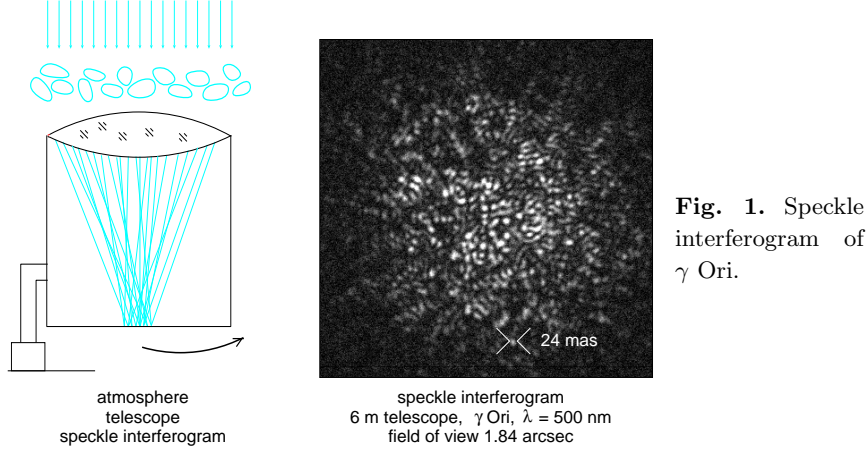 24 mas
atmosphere
telescope
speckle interferogram
speckle interferogram
6 m telescope, γ Ori, λ = 500 nm
field of view 1.84 arcsec
Fig. 1. Speckle
interferogram of
γ Ori.